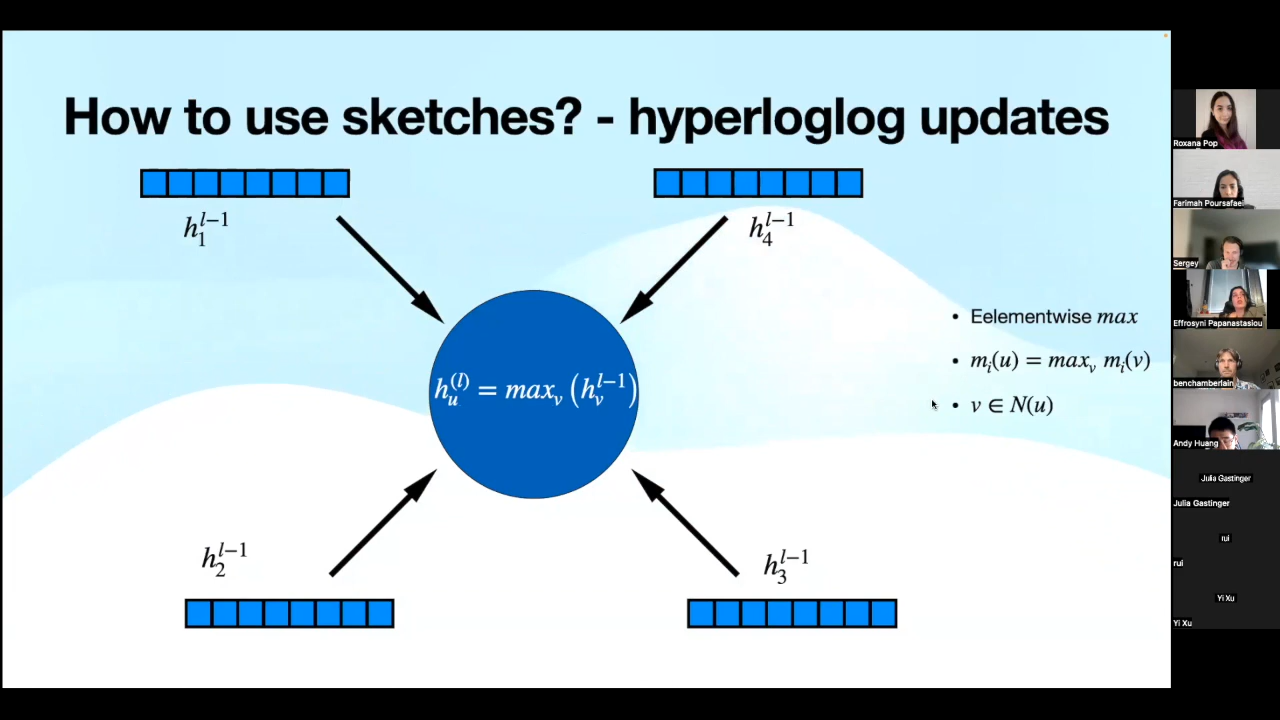 How to use sketches? - hyperloglog updates
h_1^{l-1}
h_4^{l-1}
h_u^{(l)} = max_v (h_v^{l-1})
• Eelementwise max
• m_i(u) = max_v m_i(v)
• v ∈ N(u)
h_2^{l-1}
h_3^{l-1}
Roxana Pop
Farimah Poursafaei
Sergey
Effrosyni Papanastasiou
benchamberlain
Andy Huang
Julia Gastinger
Julia Gastinger
rui
rui
Yi Xu
Yi Xu